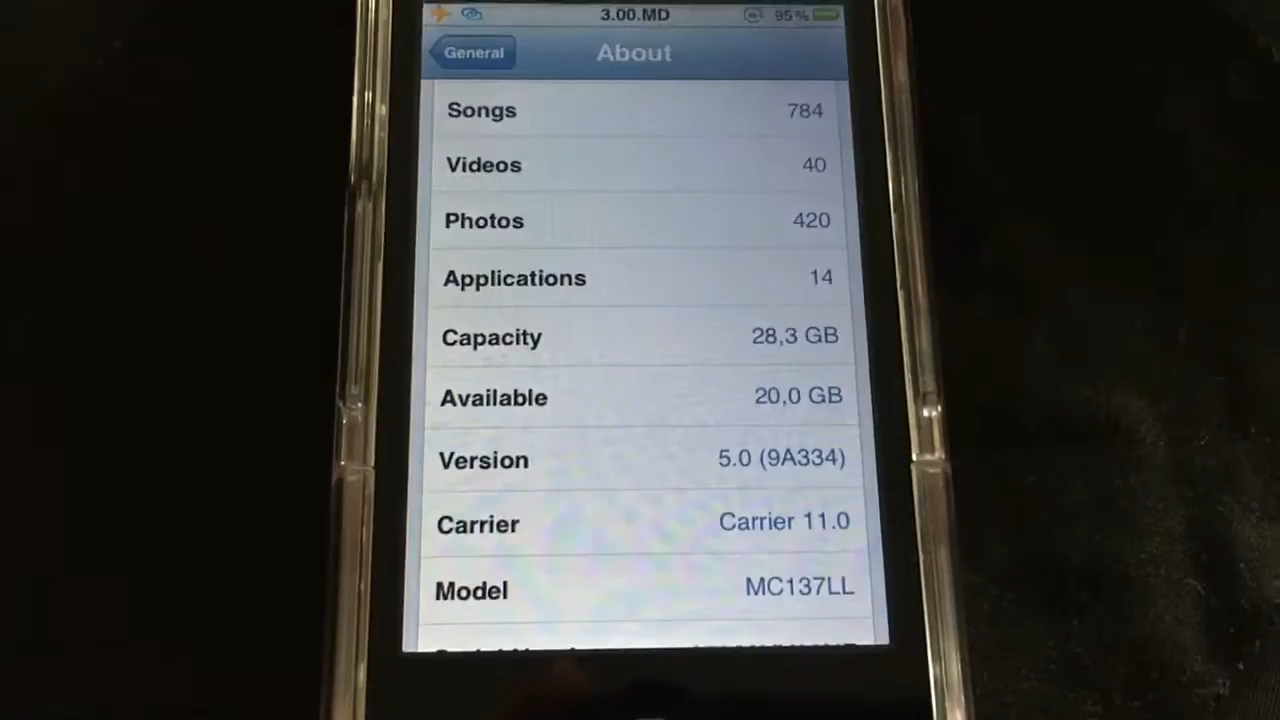 3.00.MD 95%
General About
Songs 784
Videos 40
Photos 420
Applications 14
Capacity 28,3 GB
Available 20,0 GB
Version 5.0 (9A334)
Carrier Carrier 11.0
Model MC137LL